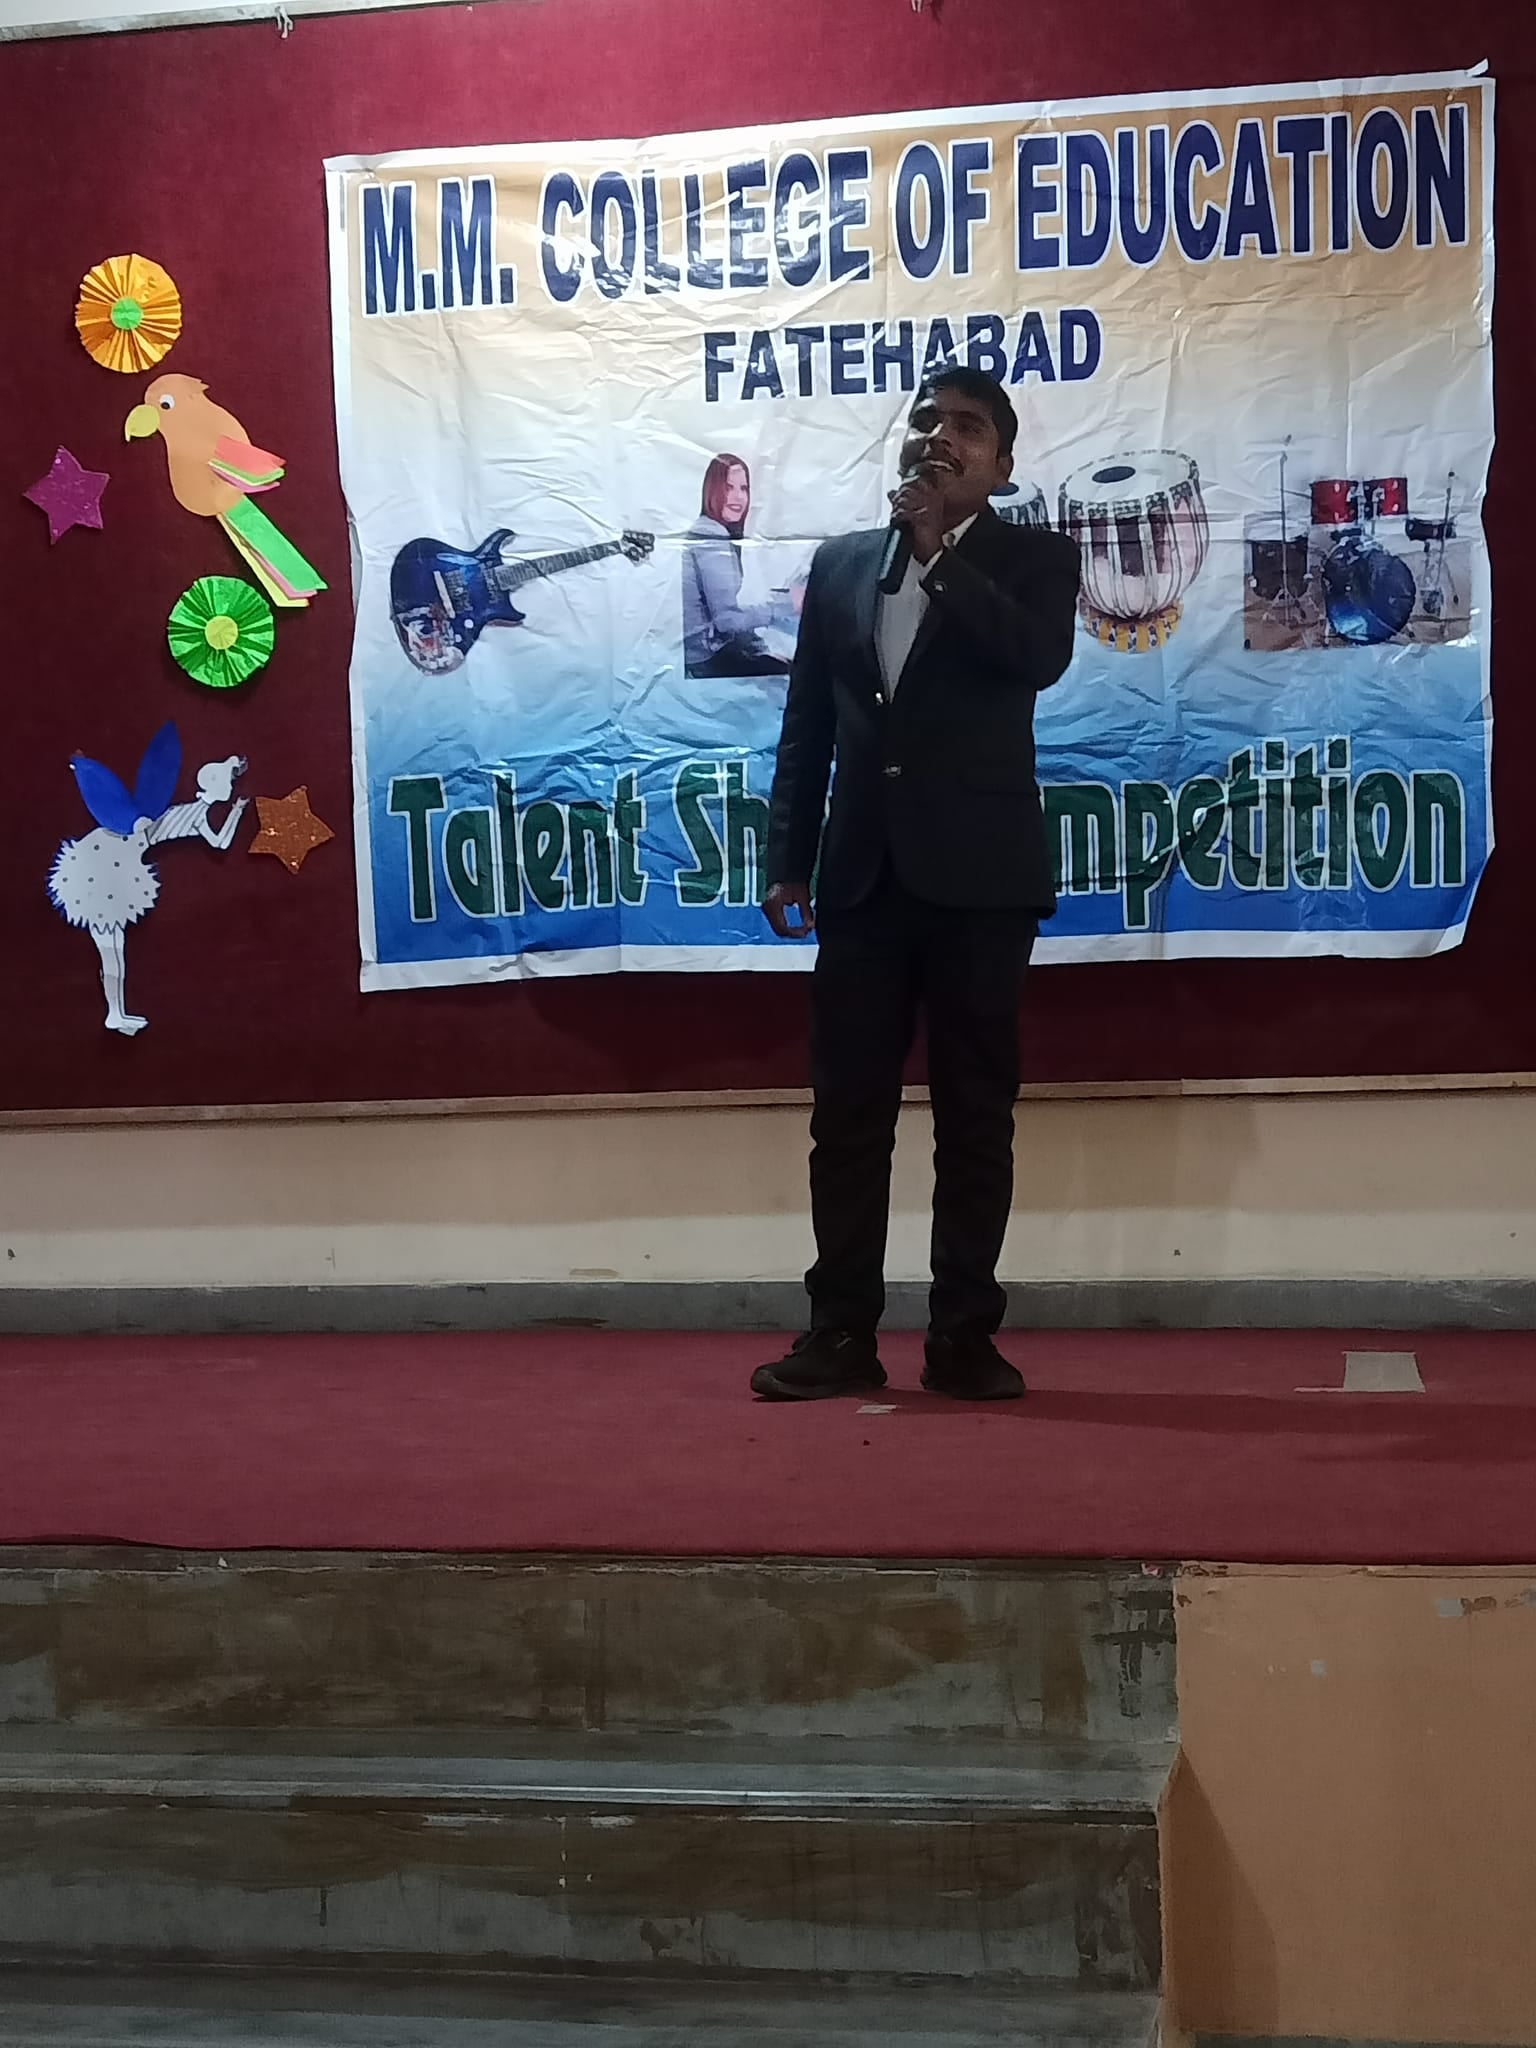 M.M. COLLEGE OF EDUCATION
FATEHABAD
Talent Sh mpetition